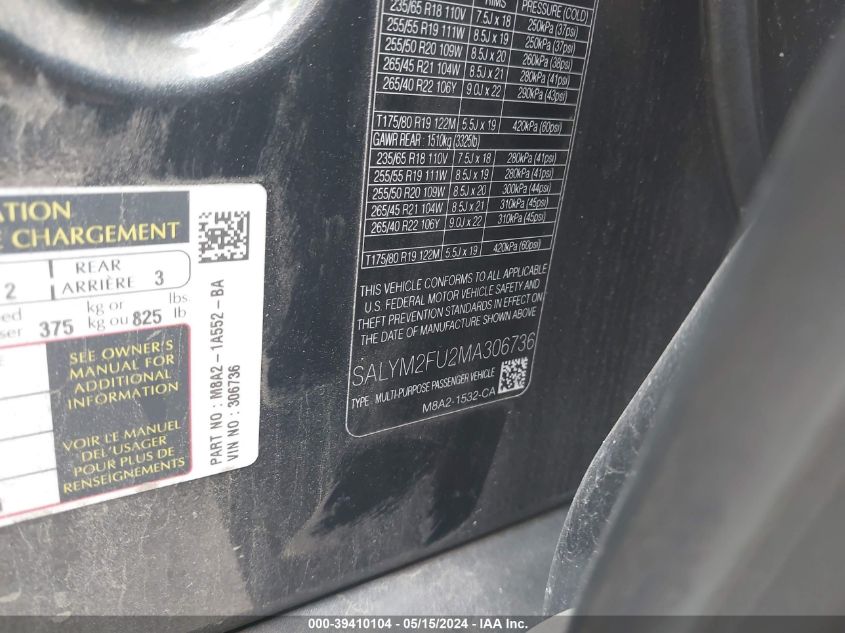 RIMS PRESSURE (COLD)
235/65 R18 110V 7.5J x 18 250kPa (37psi)
255/55 R19 111W 8.5J x 19 250kPa (37psi)
255/50 R20 109W 8.5J x 20 260kPa (38psi)
265/45 R21 104W 8.5J x 21 280kPa (41psi)
265/40 R22 106Y 9.0J x 22 290kPa (43psi)
T175/80 R19 122M 5.5J x 19 420kPa (60psi)
GAWR REAR : 1510kg (3325lb)
235/65 R18 110V 7.5J x 18 280kPa (41psi)
255/55 R19 111W 8.5J x 19 280kPa (41psi)
255/50 R20 109W 8.5J x 20 300kPa (44psi)
265/45 R21 104W 8.5J x 21 310kPa (45psi)
265/40 R22 106Y 9.0J x 22 310kPa (45psi)
T175/80 R19 122M 5.5J x 19 420kPa (60psi)
THIS VEHICLE CONFORMS TO ALL APPLICABLE
U.S. FEDERAL MOTOR VEHICLE SAFETY AND
THEFT PREVENTION STANDARDS IN EFFECT ON
THE DATE OF MANUFACTURE SHOWN ABOVE.
SALYM2FU2MA306736
TYPE : MULTI-PURPOSE PASSENGER VEHICLE
M8A2-1532-CA
CHARGEMENT
2 REAR
ARRIÈRE 3
375 kg or
kg ou 825 lbs
lb
SEE OWNER'S
MANUAL FOR
ADDITIONAL
INFORMATION
VOIR LE MANUEL
DE L'USAGER
POUR PLUS DE
RENSEIGNEMENTS
PART NO : M8A2 - 1A552 - BA
VIN NO : 306736
000-39410104 - 05/15/2024 - IAA Inc.